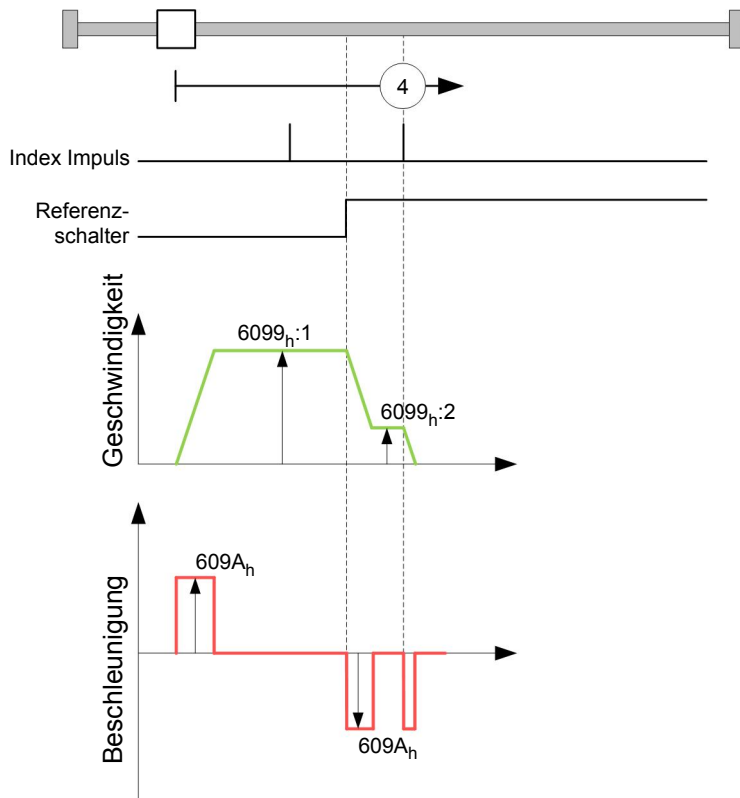 4
Index Impuls
Referenz-
schalter
Geschwindigkeit
6099h:1
6099h:2
Beschleunigung
609Ah
609Ah